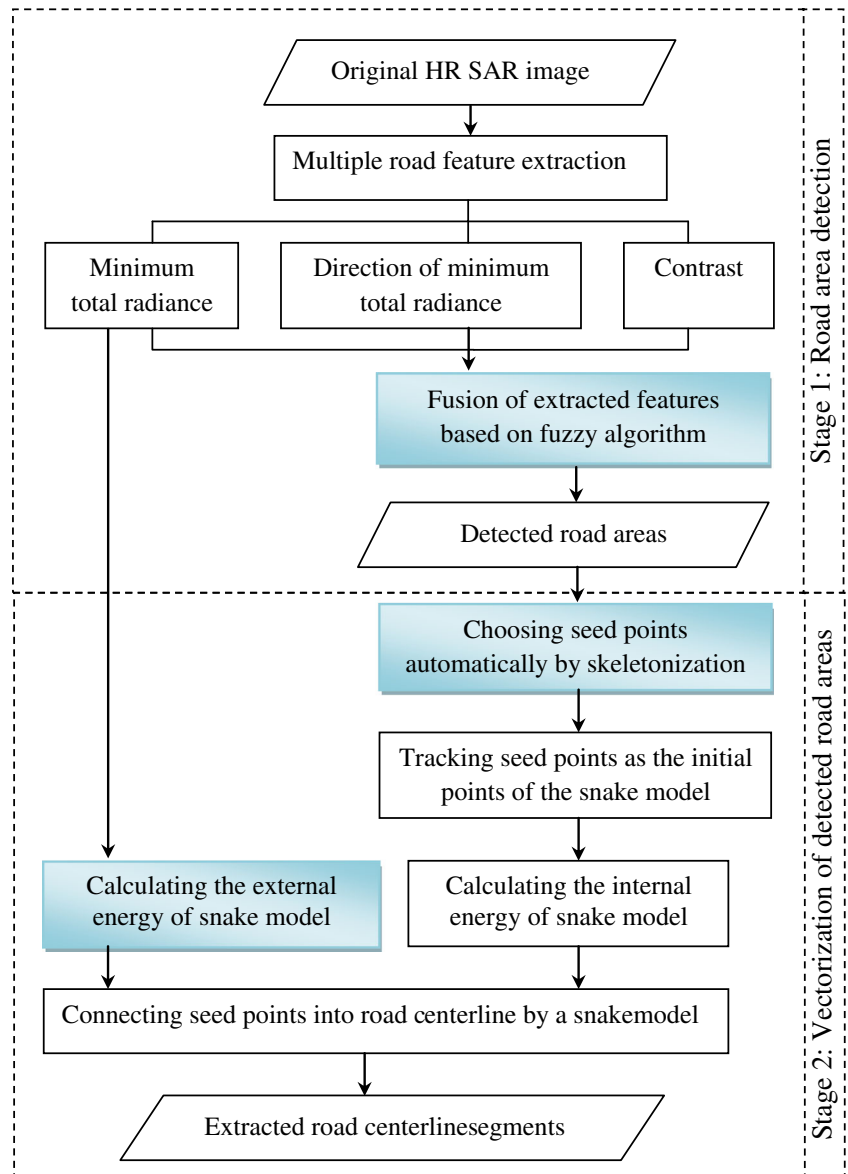 Original HR SAR image
Multiple road feature extraction
Minimum
total radiance
Direction of minimum
total radiance
Contrast
Fusion of extracted features
based on fuzzy algorithm
Detected road areas
Stage 1: Road area detection
Choosing seed points
automatically by skeletonization
Tracking seed points as the initial
points of the snake model
Calculating the external
energy of snake model
Calculating the internal
energy of snake model
Connecting seed points into road centerline by a snakemodel
Extracted road centerlinesegments
Stage 2: Vectorization of detected road areas